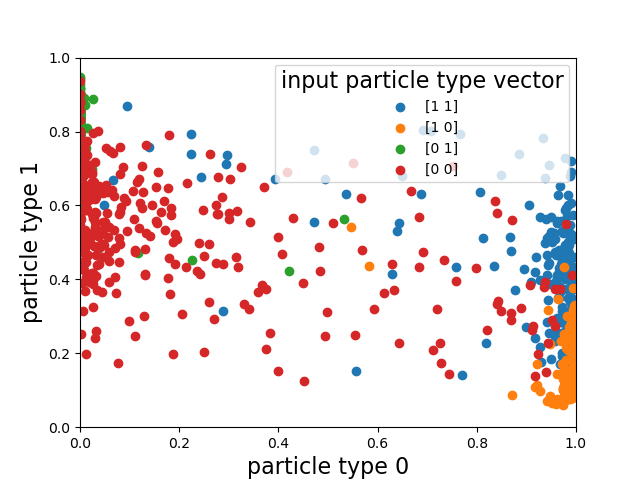 1.0
0.8
0.6
0.4
0.2
0.0
particle type 1
input particle type vector
[1 1]
[1 0]
[0 1]
[0 0]
0.0 0.2 0.4 0.6 0.8 1.0
particle type 0